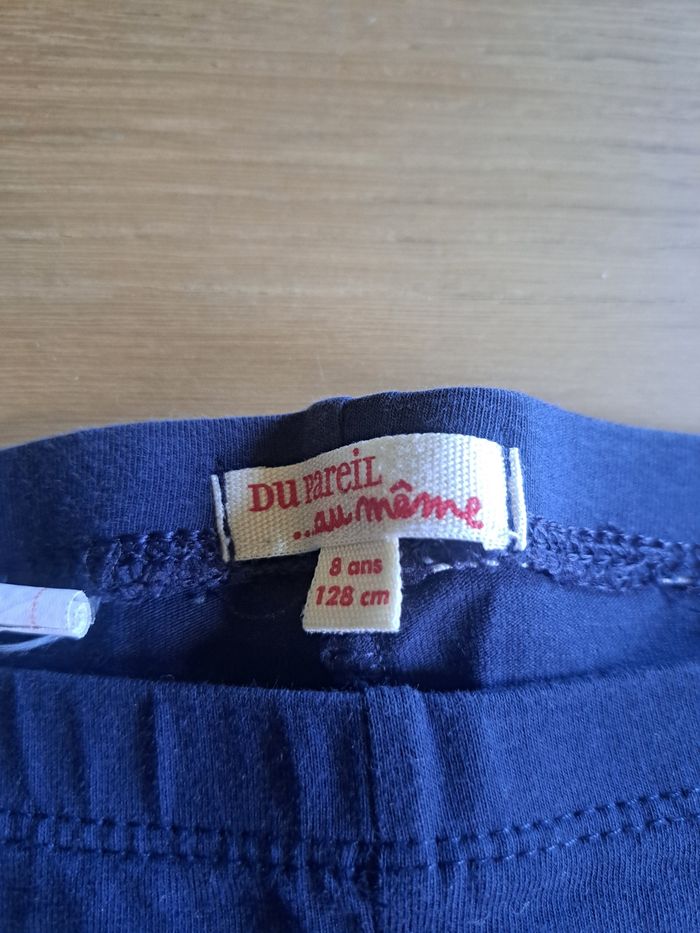 Du Pareil
...au même
8 ans
128 cm